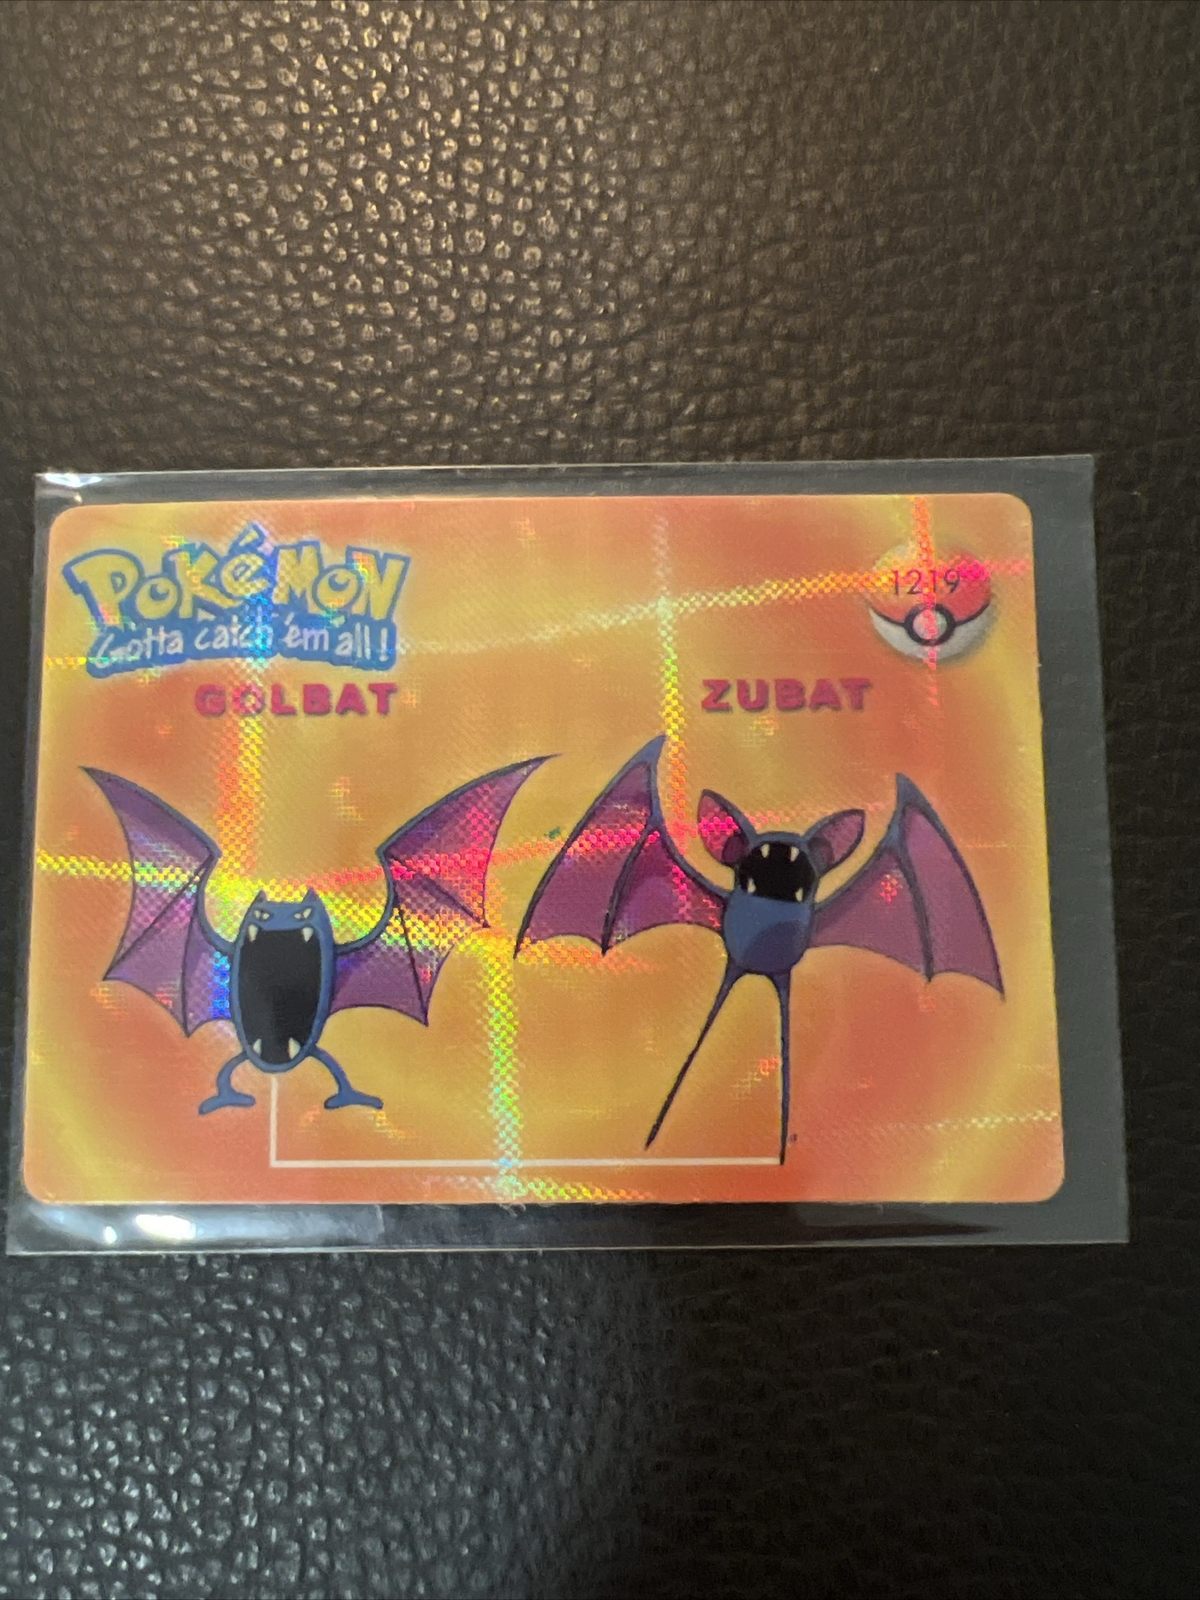 POKéMON
Gotta catch 'em all!
1219
GOLBAT
ZUBAT